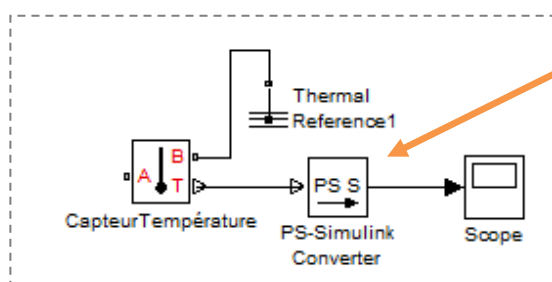 Thermal
Reference1
B
A
T
PS S
CapteurTempérature
PS-Simulink
Converter
Scope